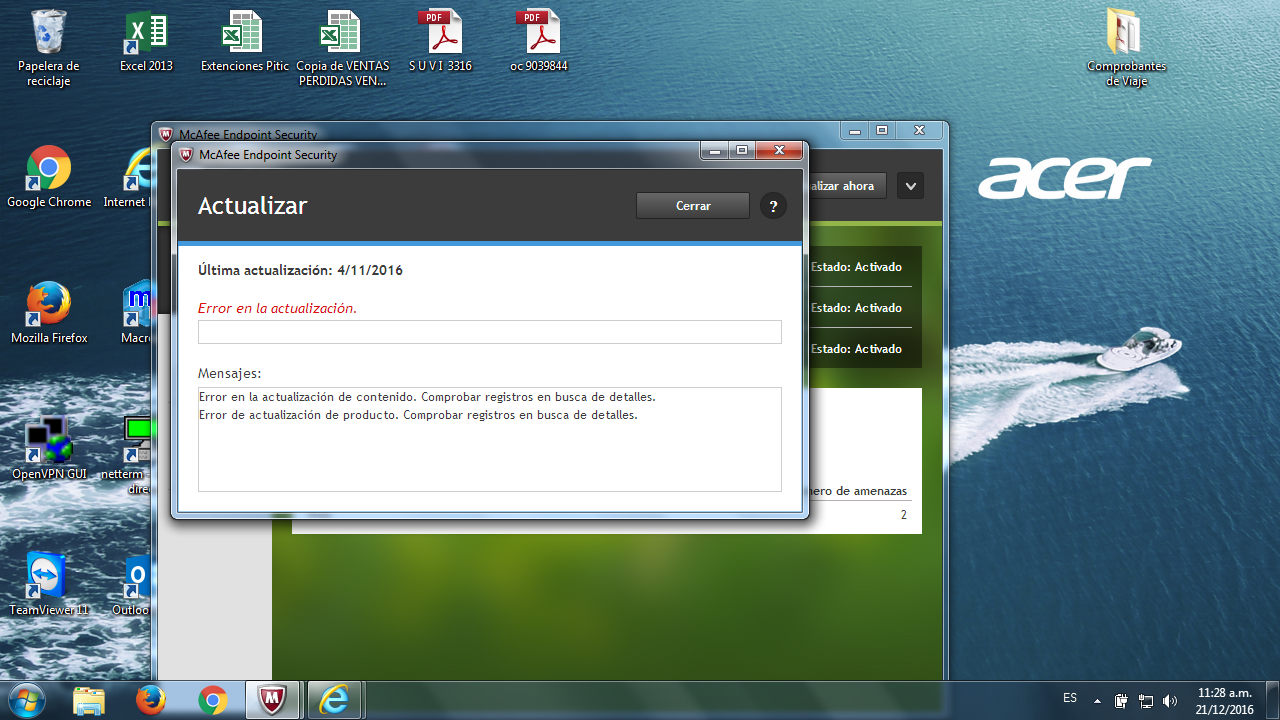 Papelera de
reciclaje
Excel 2013
Extenciones Pitic
Copia de VENTAS
PERDIDAS VEN...
S U V I 3316
oc 9039844
Comprobantes
de Viaje
PDF
PDF
McAfee Endpoint Security
McAfee Endpoint Security
acer
alizar ahora
Actualizar
Cerrar
?
Google Chrome
Internet
Última actualización: 4/11/2016
Estado: Activado
Error en la actualización.
Estado: Activado
Estado: Activado
Mozilla Firefox
Macro
Mensajes:
Error en la actualización de contenido. Comprobar registros en busca de detalles.
Error de actualización de producto. Comprobar registros en busca de detalles.
OpenVPN GUI
netterm
direc
nero de amenazas
2
TeamViewer 11
Outloo
ES
11:28 a.m.
21/12/2016